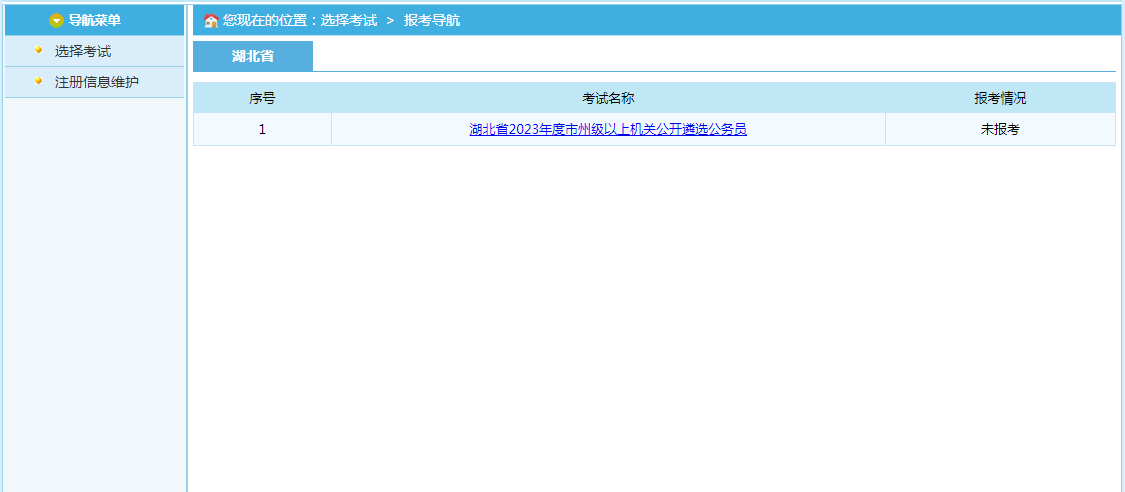 导航菜单
选择考试
注册信息维护
您现在的位置：选择考试 > 报考导航
湖北省
序号 考试名称 报考情况
1 湖北省2023年度市州级以上机关公开遴选公务员 未报考